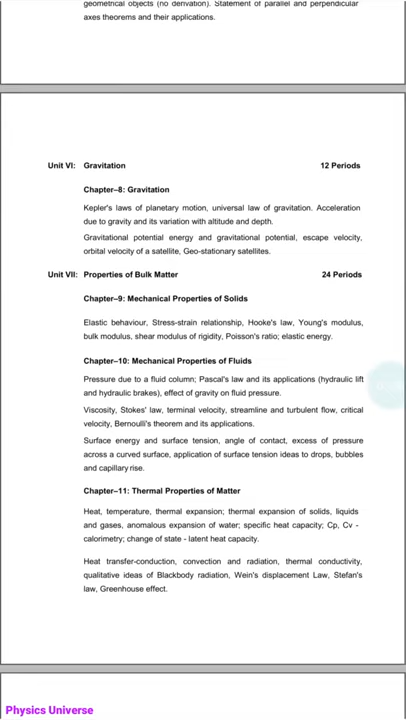 geometrical objects (no derivation). Statement of parallel and perpendicular
axes theorems and their applications.
Unit VI: Gravitation 12 Periods
Chapter–8: Gravitation
Kepler's laws of planetary motion, universal law of gravitation. Acceleration
due to gravity and its variation with altitude and depth.
Gravitational potential energy and gravitational potential, escape velocity,
orbital velocity of a satellite, Geo-stationary satellites.
Unit VII: Properties of Bulk Matter 24 Periods
Chapter–9: Mechanical Properties of Solids
Elastic behaviour, Stress-strain relationship, Hooke's law, Young's modulus,
bulk modulus, shear modulus of rigidity, Poisson's ratio; elastic energy.
Chapter–10: Mechanical Properties of Fluids
Pressure due to a fluid column; Pascal's law and its applications (hydraulic lift
and hydraulic brakes), effect of gravity on fluid pressure.
Viscosity, Stokes' law, terminal velocity, streamline and turbulent flow, critical
velocity, Bernoulli's theorem and its applications.
Surface energy and surface tension, angle of contact, excess of pressure
across a curved surface, application of surface tension ideas to drops, bubbles
and capillary rise.
Chapter–11: Thermal Properties of Matter
Heat, temperature, thermal expansion; thermal expansion of solids, liquids
and gases, anomalous expansion of water; specific heat capacity; Cp, Cv -
calorimetry; change of state - latent heat capacity.
Heat transfer-conduction, convection and radiation, thermal conductivity,
qualitative ideas of Blackbody radiation, Wein's displacement Law, Stefan's
law, Greenhouse effect.
Physics Universe